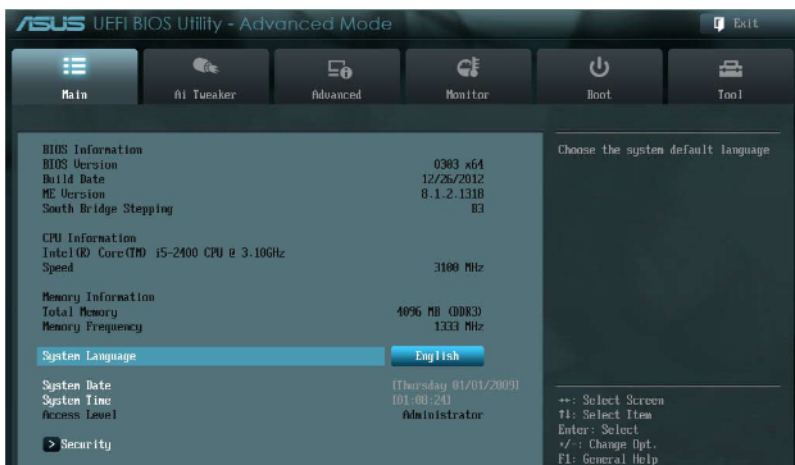 ASUS UEFI BIOS Utility - Advanced Mode
Exit
Main
Ai Tweaker
Advanced
Monitor
Boot
Tool
BIOS Information
BIOS Version 0303 x64
Build Date 12/26/2012
ME Version 8.1.2.1318
South Bridge Stepping B3
CPU Information
Intel(R) Core(TM) i5-2400 CPU @ 3.10GHz
Speed 3100 MHz
Memory Information
Total Memory 4096 MB (DDR3)
Memory Frequency 1333 MHz
System Language English
System Date [Thursday 01/01/2009]
System Time [01:08:24]
Access Level Administrator
> Security
Choose the system default language
→←: Select Screen
↑↓: Select Item
Enter: Select
+/-: Change Opt.
F1: General Help